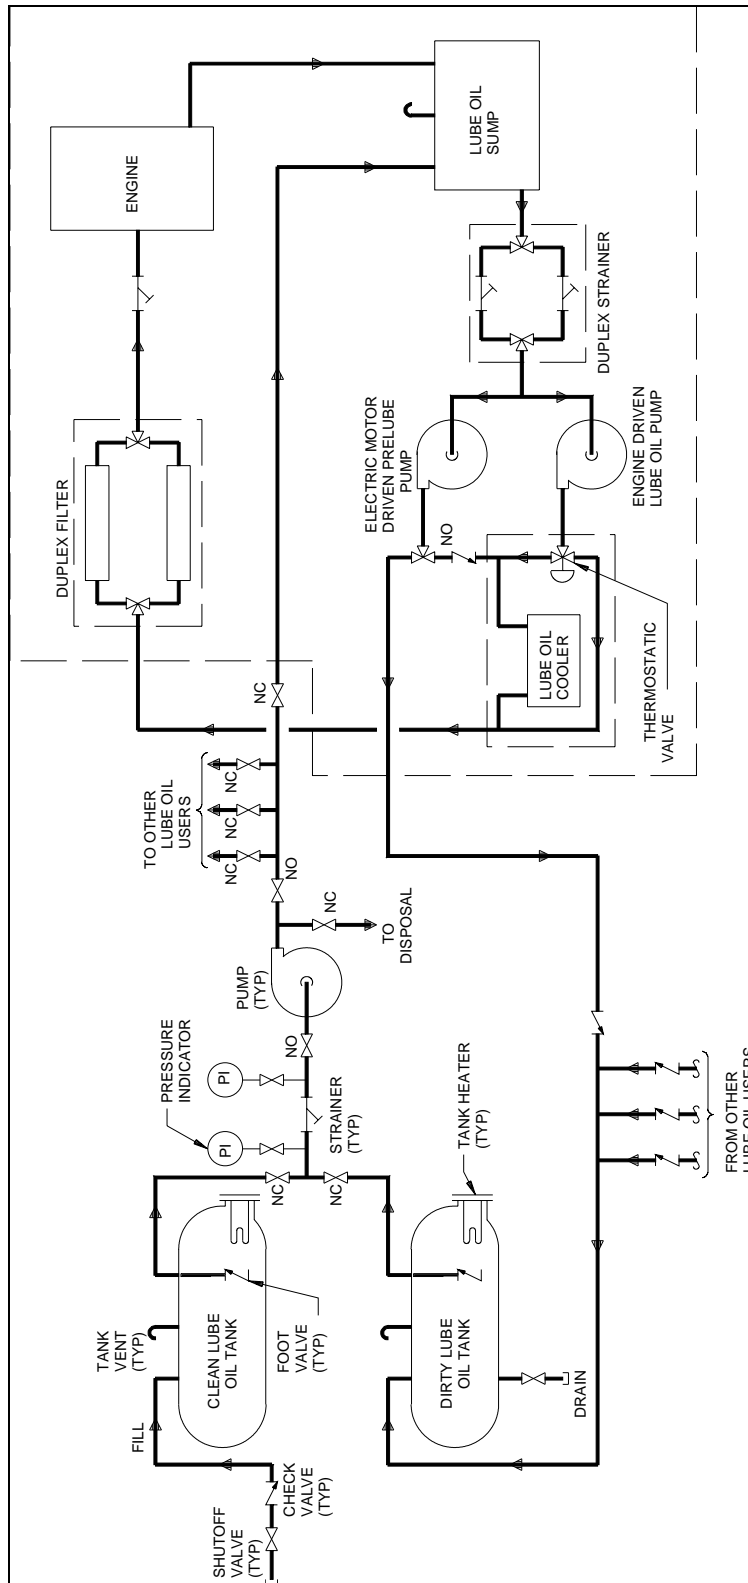 SHUTOFF
VALVE
(TYP)
FILL
CHECK
VALVE
(TYP)
TANK
VENT
(TYP)
CLEAN LUBE
OIL TANK
FOOT
VALVE
(TYP)
PRESSURE
INDICATOR
PI
PI
NC
NC
STRAINER
(TYP)
NO
PUMP
(TYP)
TO
DISPOSAL
NC
NO
TO OTHER
LUBE OIL
USERS
NC
NC
NC
NC
DUPLEX FILTER
ENGINE
DIRTY LUBE
OIL TANK
TANK HEATER
(TYP)
DRAIN
FROM OTHER
LUBE OIL USERS
ELECTRIC MOTOR
DRIVEN PRELUBE
PUMP
NO
LUBE OIL
COOLER
THERMOSTATIC
VALVE
ENGINE DRIVEN
LUBE OIL PUMP
DUPLEX STRAINER
LUBE OIL
SUMP